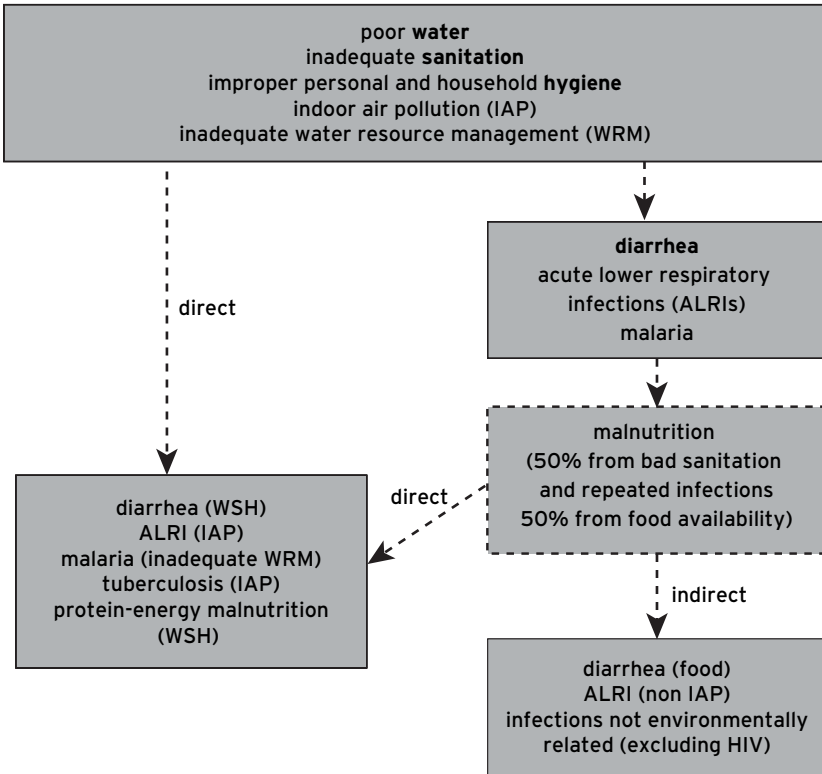 poor water
inadequate sanitation
improper personal and household hygiene
indoor air pollution (IAP)
inadequate water resource management (WRM)
direct
diarrhea
acute lower respiratory
infections (ALRIs)
malaria
malnutrition
(50% from bad sanitation
and repeated infections
50% from food availability)
direct
diarrhea (WSH)
ALRI (IAP)
malaria (inadequate WRM)
tuberculosis (IAP)
protein-energy malnutrition
(WSH)
indirect
diarrhea (food)
ALRI (non IAP)
infections not environmentally
related (excluding HIV)